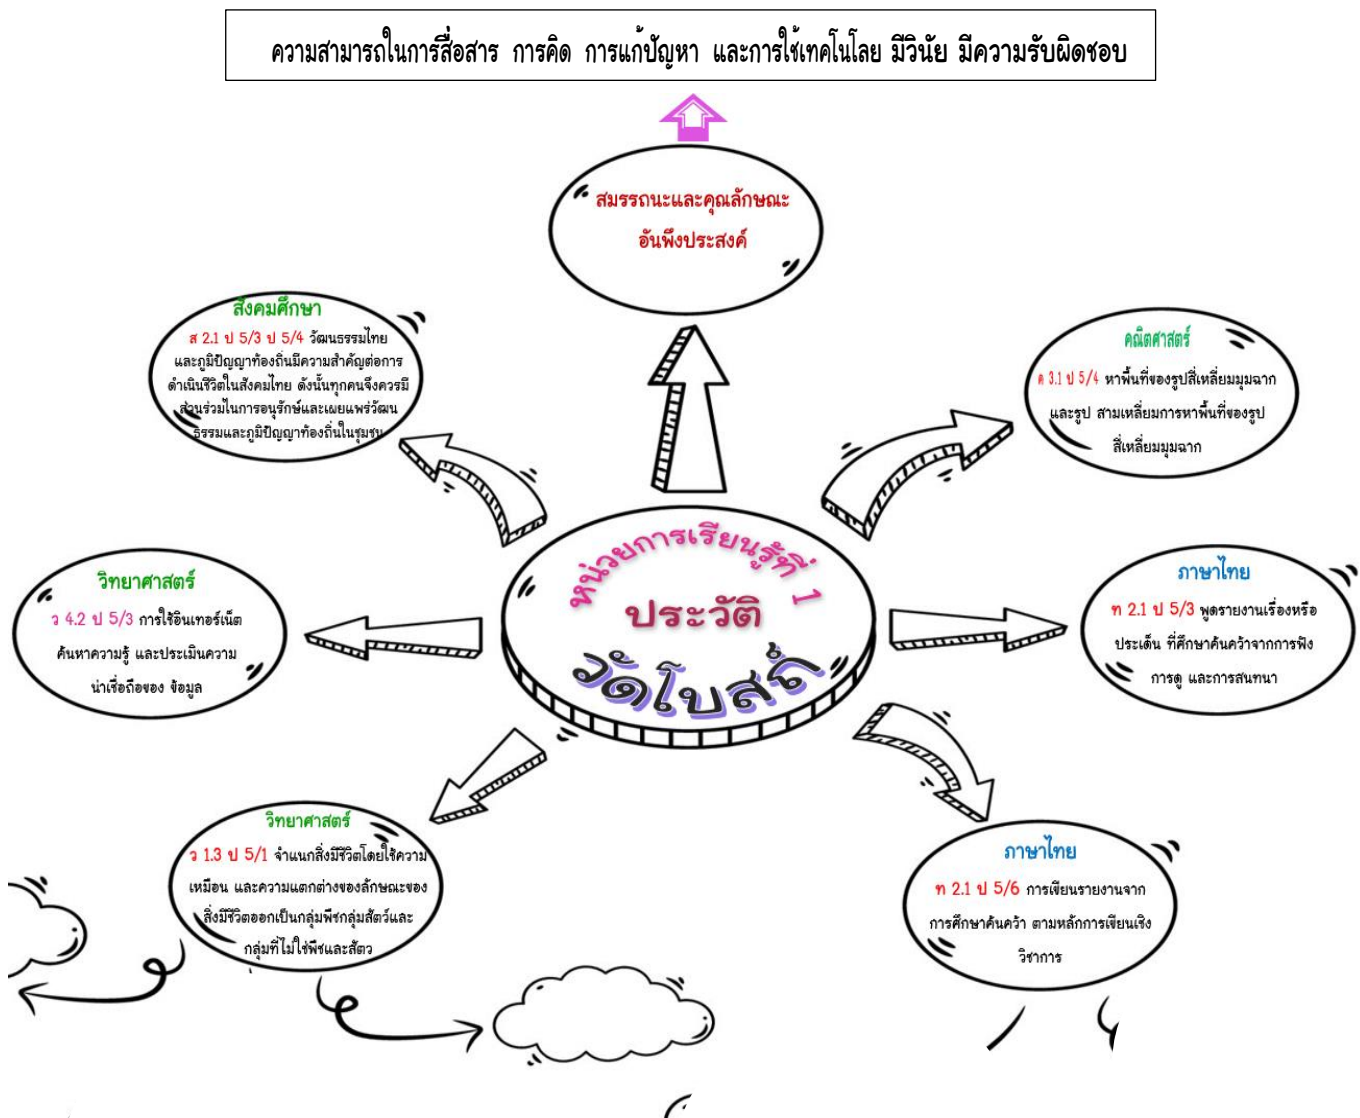 ความสามารถในการสื่อสาร การคิด การแก้ปัญหา และการใช้เทคโนโลย มีวินัย มีความรับผิดชอบ
สมรรถนะและคุณลักษณะ
อันพึงประสงค์
สังคมศึกษา
ส 2.1 ป 5/3 ป 5/4 วัฒนธรรมไทย
และภูมิปัญญาท้องถิ่นมีความสำคัญต่อการ
ดำเนินชีวิตในสังคมไทย ดังนั้นทุกคนจึงควรมี
ส่วนร่วมในการอนุรักษ์และเผยแพร่วัฒน
ธรรมและภูมิปัญญาท้องถิ่นในชุมชน
คณิตศาสตร์
ค 3.1 ป 5/4 หาพื้นที่ของรูปสี่เหลี่ยมมุมฉาก
และรูป สามเหลี่ยมการหาพื้นที่ของรูป
สี่เหลี่ยมมุมฉาก
หน่วยการเรียนรู้ที่ 1
ประวัติ
วัดโบสถ์
วิทยาศาสตร์
ว 4.2 ป 5/3 การใช้อินเทอร์เน็ต
ค้นหาความรู้ และประเมินความ
น่าเชื่อถือของ ข้อมูล
ภาษาไทย
ท 2.1 ป 5/3 พูดรายงานเรื่องหรือ
ประเด็น ที่ศึกษาค้นคว้าจากการฟัง
การดู และการสนทนา
วิทยาศาสตร์
ว 1.3 ป 5/1 จำแนกสิ่งมีชีวิตโดยใช้ความ
เหมือน และความแตกต่างของลักษณะของ
สิ่งมีชีวิตออกเป็นกลุ่มพืชกลุ่มสัตว์และ
กลุ่มที่ไม่ใช่พืชและสัตว
ภาษาไทย
ท 2.1 ป 5/6 การเขียนรายงานจาก
การศึกษาค้นคว้า ตามหลักการเขียนเชิง
วิชาการ